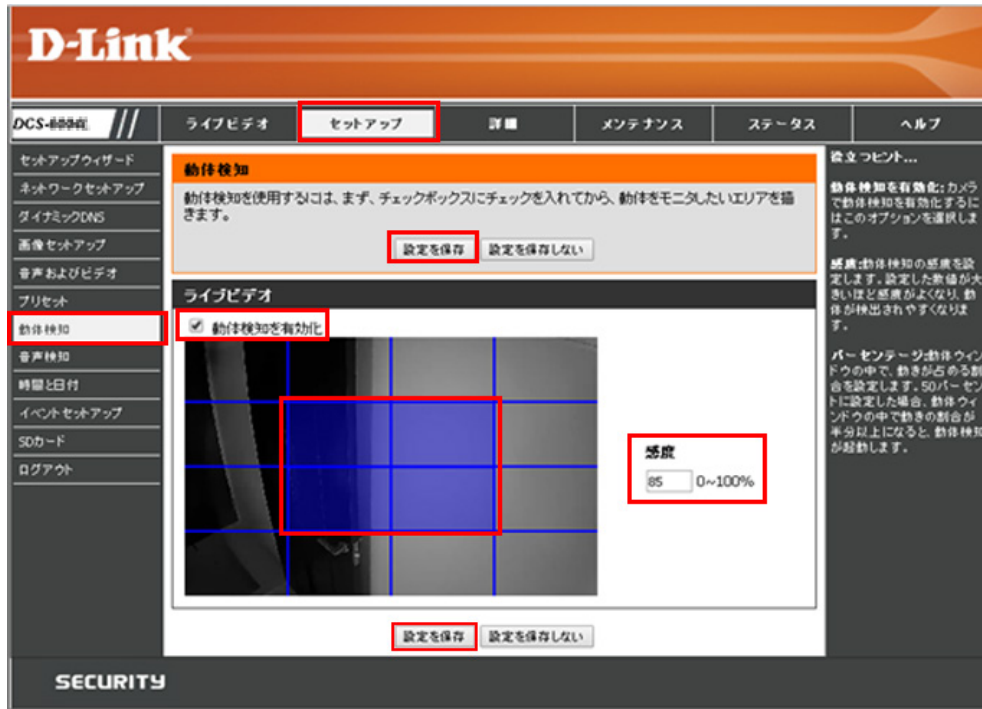 D-Link
DCS-
ライブビデオ
セットアップ
詳細
メンテナンス
ステータス
ヘルプ
セットアップウィザード
ネットワークセットアップ
ダイナミックDNS
画像セットアップ
音声およびビデオ
プリセット
動体検知
音声検知
時間と日付
イベントセットアップ
SDカード
ログアウト
動体検知
動体検知を使用するには、まず、チェックボックスにチェックを入れてから、動体をモニタしたいエリアを描
きます。
設定を保存
設定を保存しない
ライブビデオ
動体検知を有効化
感度
85 0~100%
設定を保存
設定を保存しない
役立つヒント...
動体検知を有効化:カメラ
で動体検知を有効化するに
はこのオプションを選択しま
す。
感度:動体検知の感度を設
定します。設定した数値が大
きいほど感度がよくなり、動
体が検出されやすくなりま
す。
パーセンテージ:動体ウィン
ドウの中で、動きが占める割
合を設定します。50パーセン
トに設定した場合、動体ウィ
ンドウの中で動きの割合が
半分以上になると、動体検知
が起動します。
SECURITY